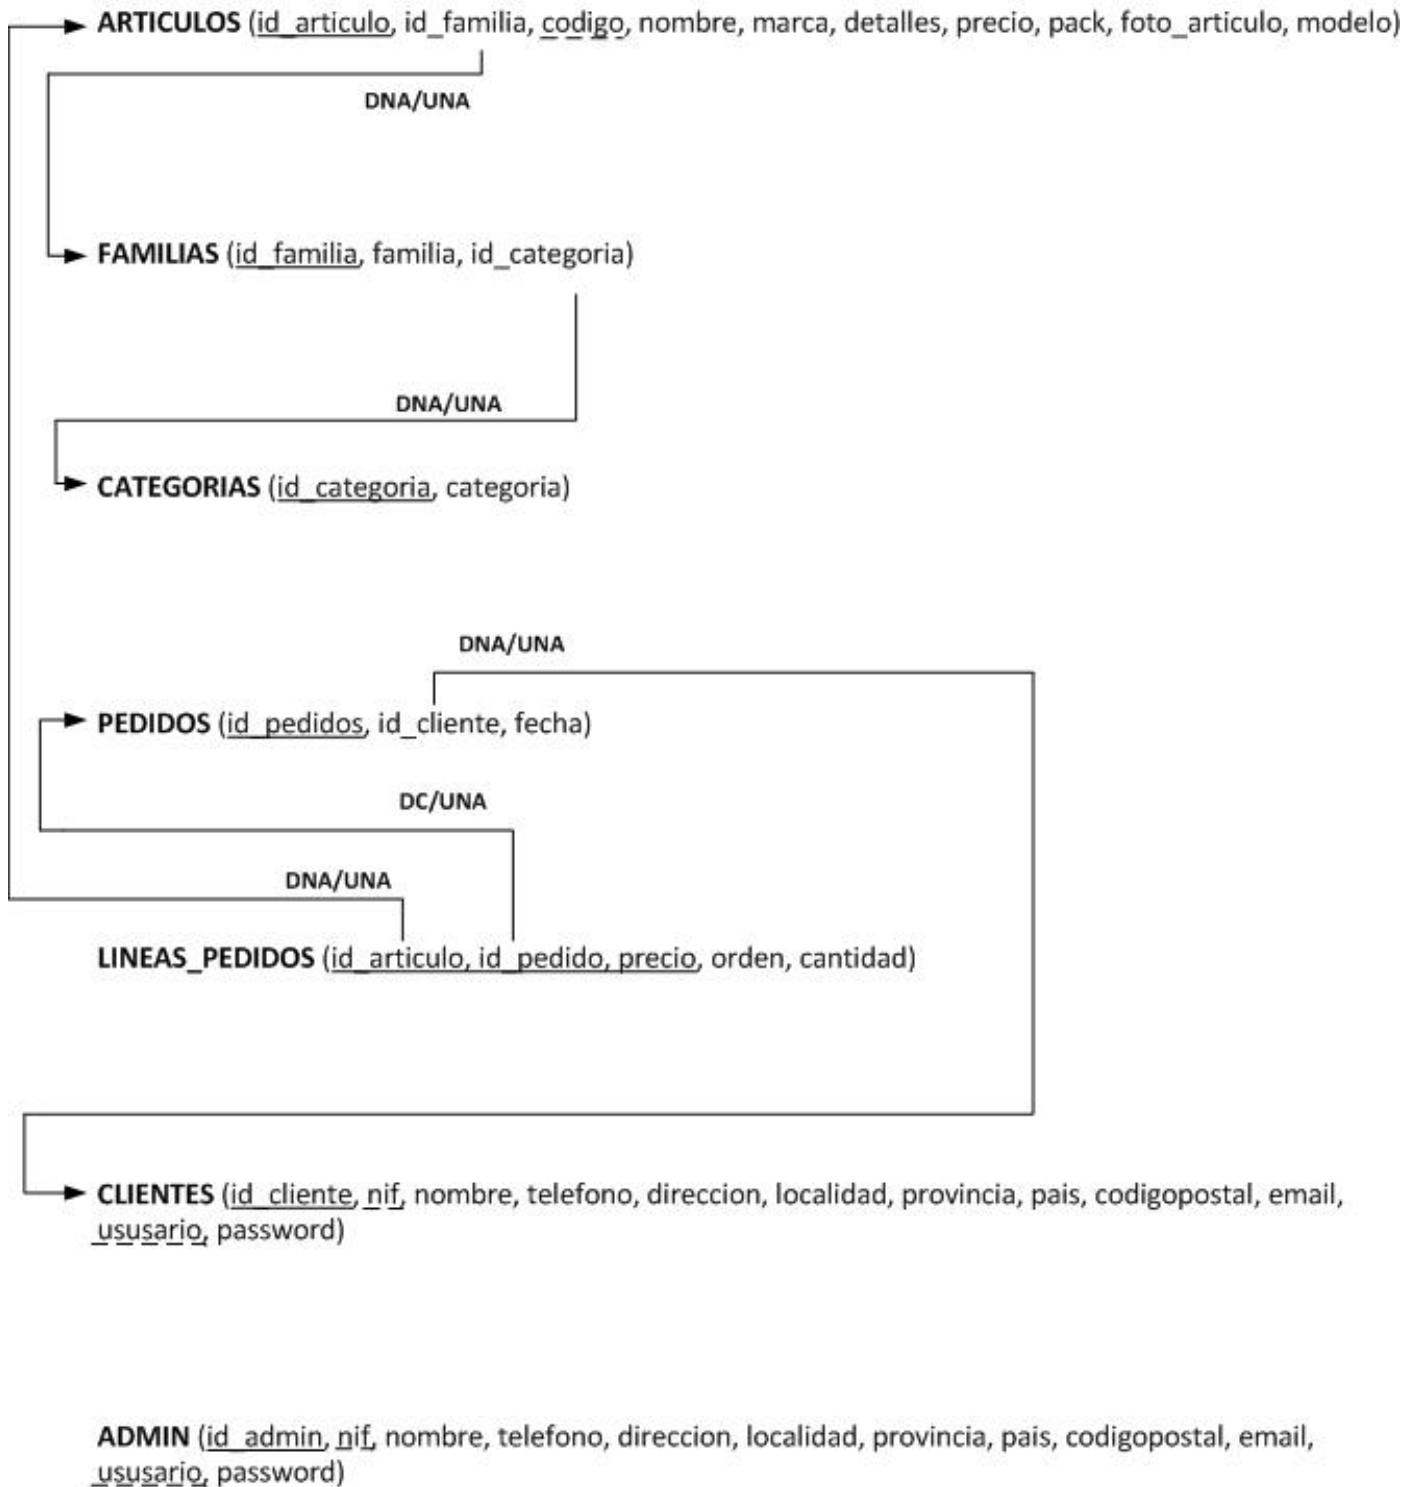 ARTICULOS (id_articulo, id_familia, codigo, nombre, marca, detalles, precio, pack, foto_articulo, modelo)
DNA/UNA
FAMILIAS (id_familia, familia, id_categoria)
DNA/UNA
CATEGORIAS (id_categoria, categoria)
DNA/UNA
PEDIDOS (id_pedidos, id_cliente, fecha)
DC/UNA
DNA/UNA
LINEAS_PEDIDOS (id_articulo, id_pedido, precio, orden, cantidad)
CLIENTES (id_cliente, nif, nombre, telefono, direccion, localidad, provincia, pais, codigopostal, email,
ususario, password)
ADMIN (id_admin, nif, nombre, telefono, direccion, localidad, provincia, pais, codigopostal, email,
ususario, password)